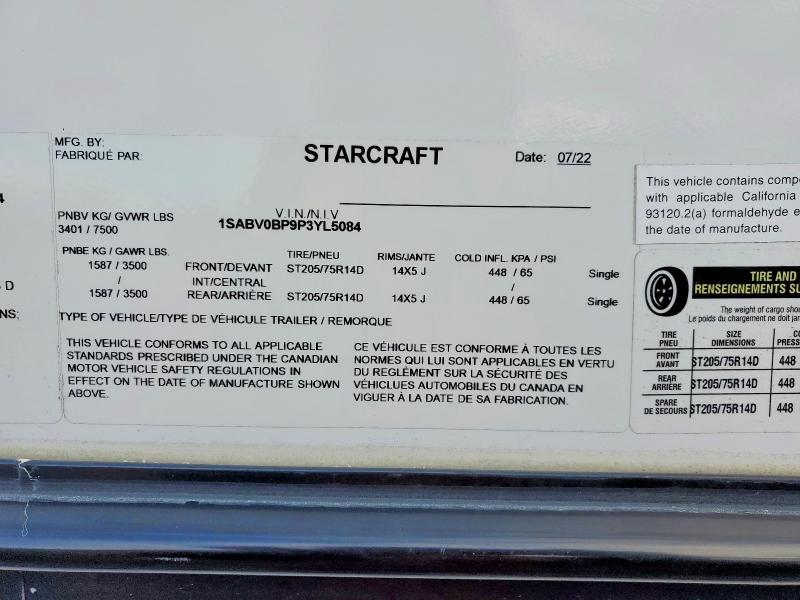 MFG. BY:
FABRIQUÉ PAR:
STARCRAFT
Date: 07/22
V.I.N./N.I.V
PNBV KG/ GVWR LBS
3401 / 7500
1SABV0BP9P3YL5084
PNBE KG / GAWR LBS. TIRE/PNEU RIMS/JANTE COLD INFL. KPA / PSI
1587 / 3500 FRONT/DEVANT ST205/75R14D 14X5 J 448 / 65 Single
/ INT/CENTRAL /
1587 / 3500 REAR/ARRIÈRE ST205/75R14D 14X5 J 448 / 65 Single
TYPE OF VEHICLE/TYPE DE VÉHICULE TRAILER / REMORQUE
THIS VEHICLE CONFORMS TO ALL APPLICABLE
STANDARDS PRESCRIBED UNDER THE CANADIAN
MOTOR VEHICLE SAFETY REGULATIONS IN
EFFECT ON THE DATE OF MANUFACTURE SHOWN
ABOVE.
CE VÉHICULE EST CONFORME À TOUTES LES
NORMES QUI LUI SONT APPLICABLES EN VERTU
DU REGLEMENT SUR LA SÉCURITÉ DES
VÉHICLUES AUTOMOBILES DU CANADA EN
VIGUER À LA DATE DE SA FABRICATION.
4
D
NS:
This vehicle contains
with applicable California
93120.2(a) formaldehyde
the date of manufacture.
TIRE AND
RENSEIGNEMENTS
The weight of cargo
Le poids du chargement ne doit
TIRE SIZE
PNEU DIMENSIONS
FRONT
AVANT ST205/75R14D 448
REAR
ARRIÈRE ST205/75R14D 448
SPARE
DE SECOURS ST205/75R14D 448